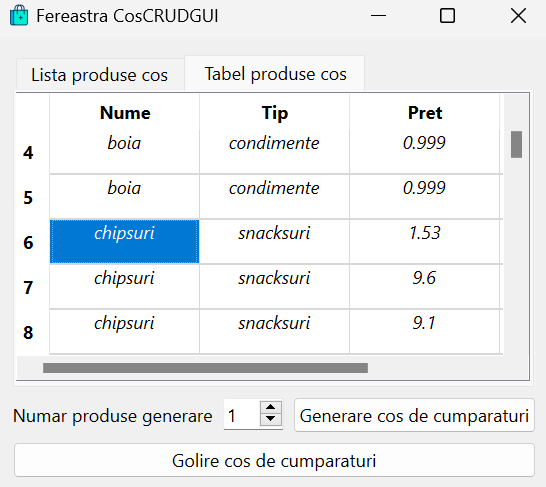 Fereastra CosCRUDGUI
Lista produse cos Tabel produse cos
Nume Tip Pret
4 boia condimente 0.999
5 boia condimente 0.999
6 chipsuri snacksuri 1.53
7 chipsuri snacksuri 9.6
8 chipsuri snacksuri 9.1
Numar produse generare 1 Generare cos de cumparaturi
Golire cos de cumparaturi